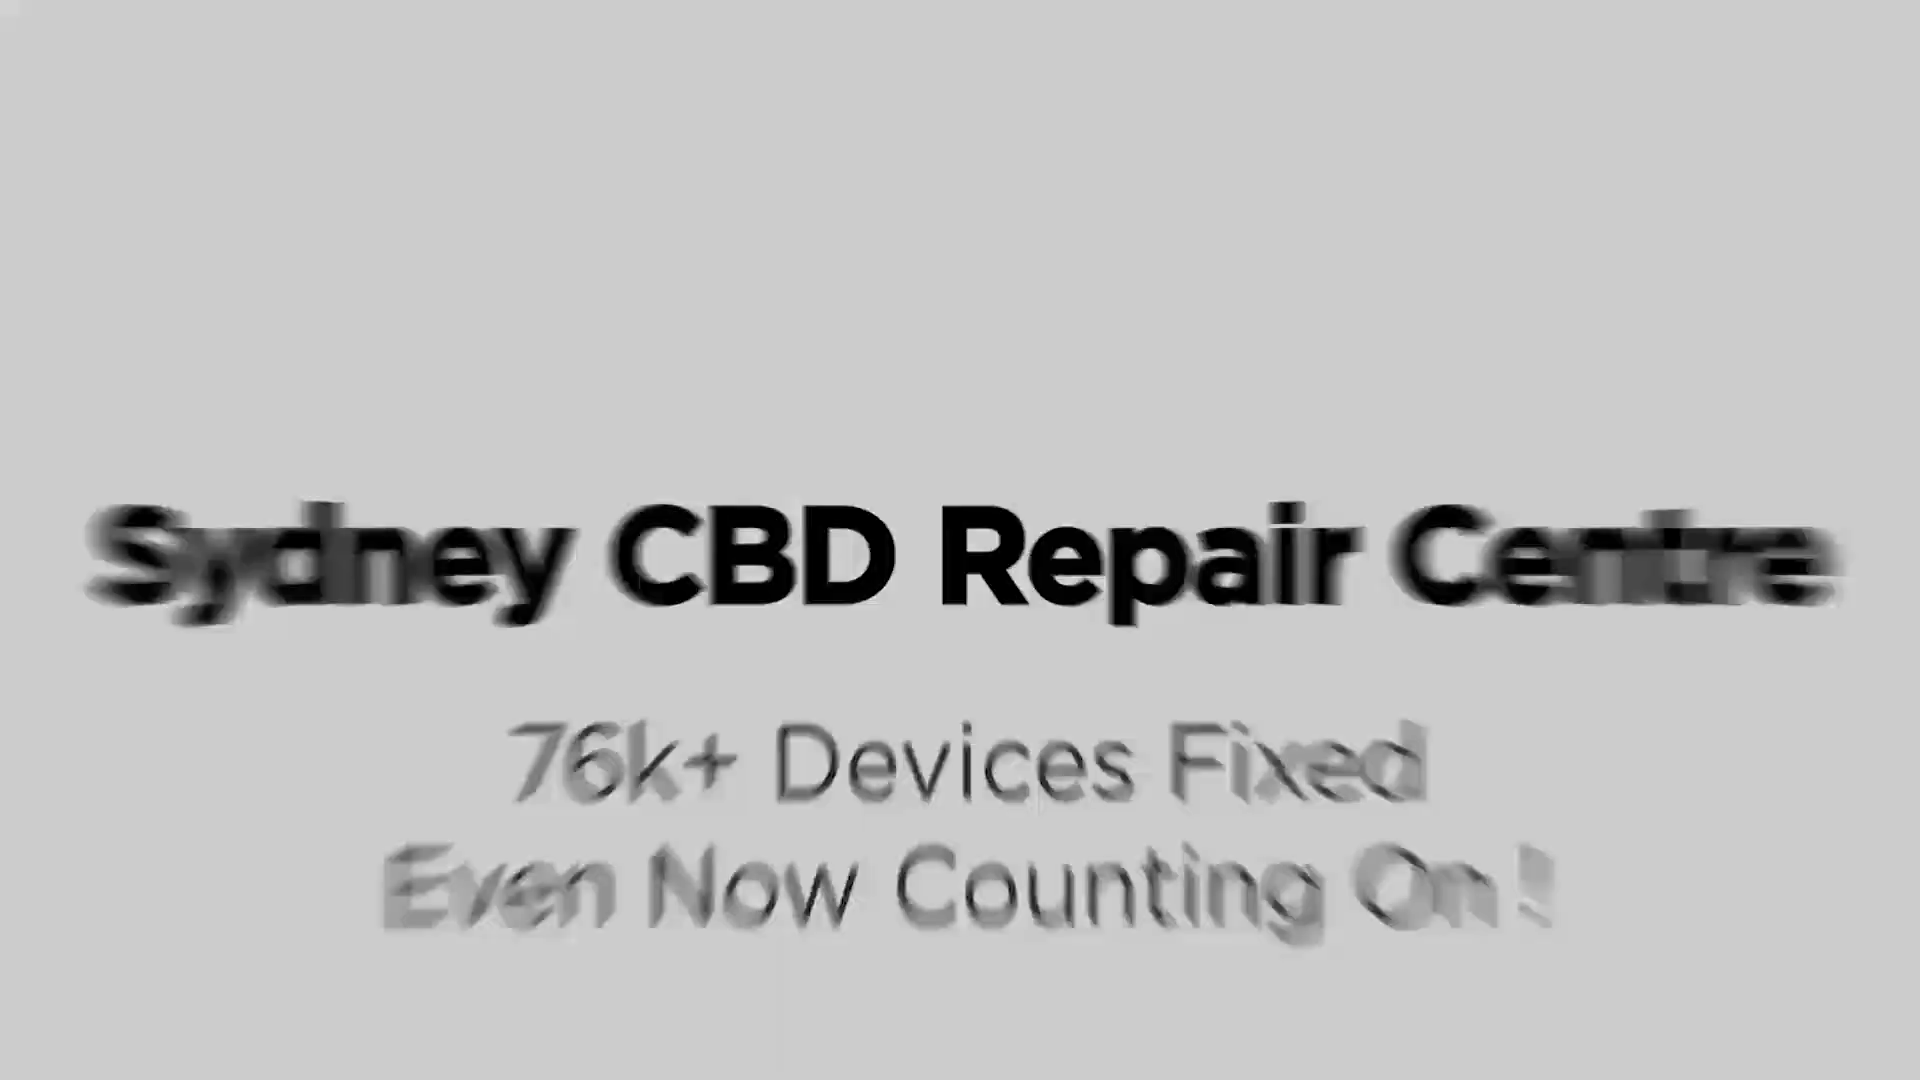 Sydney CBD Repair Centre
76k+ Devices Fixed
Even Now Counting On !